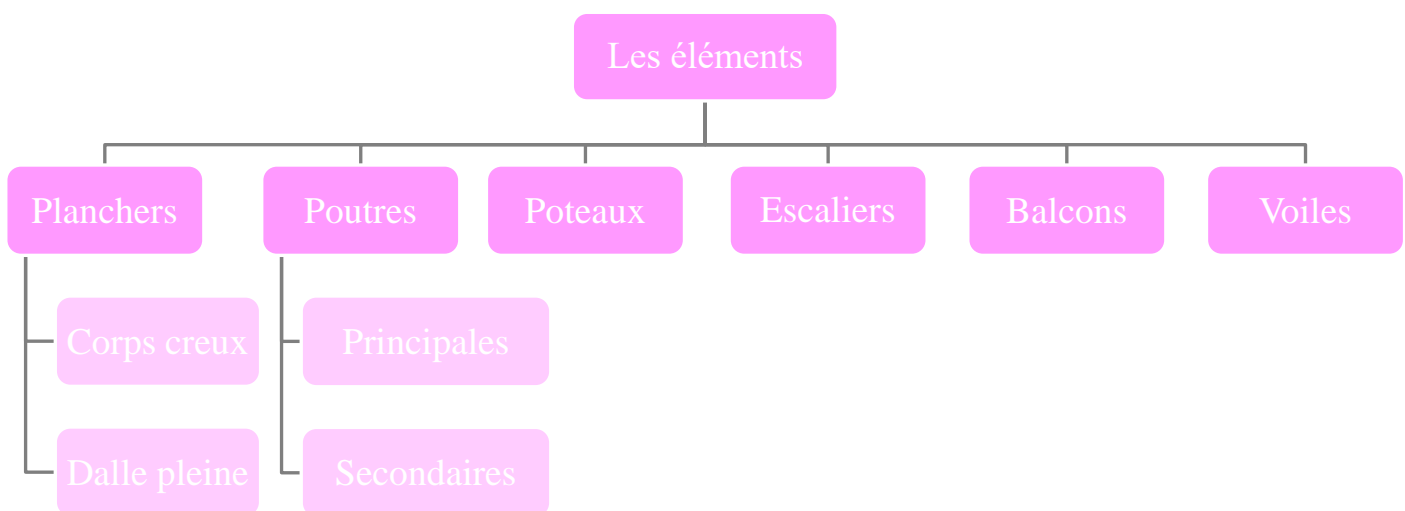 Les éléments
Planchers
Poutres
Poteaux
Escaliers
Balcons
Voiles
Corps creux
Principales
Dalle pleine
Secondaires